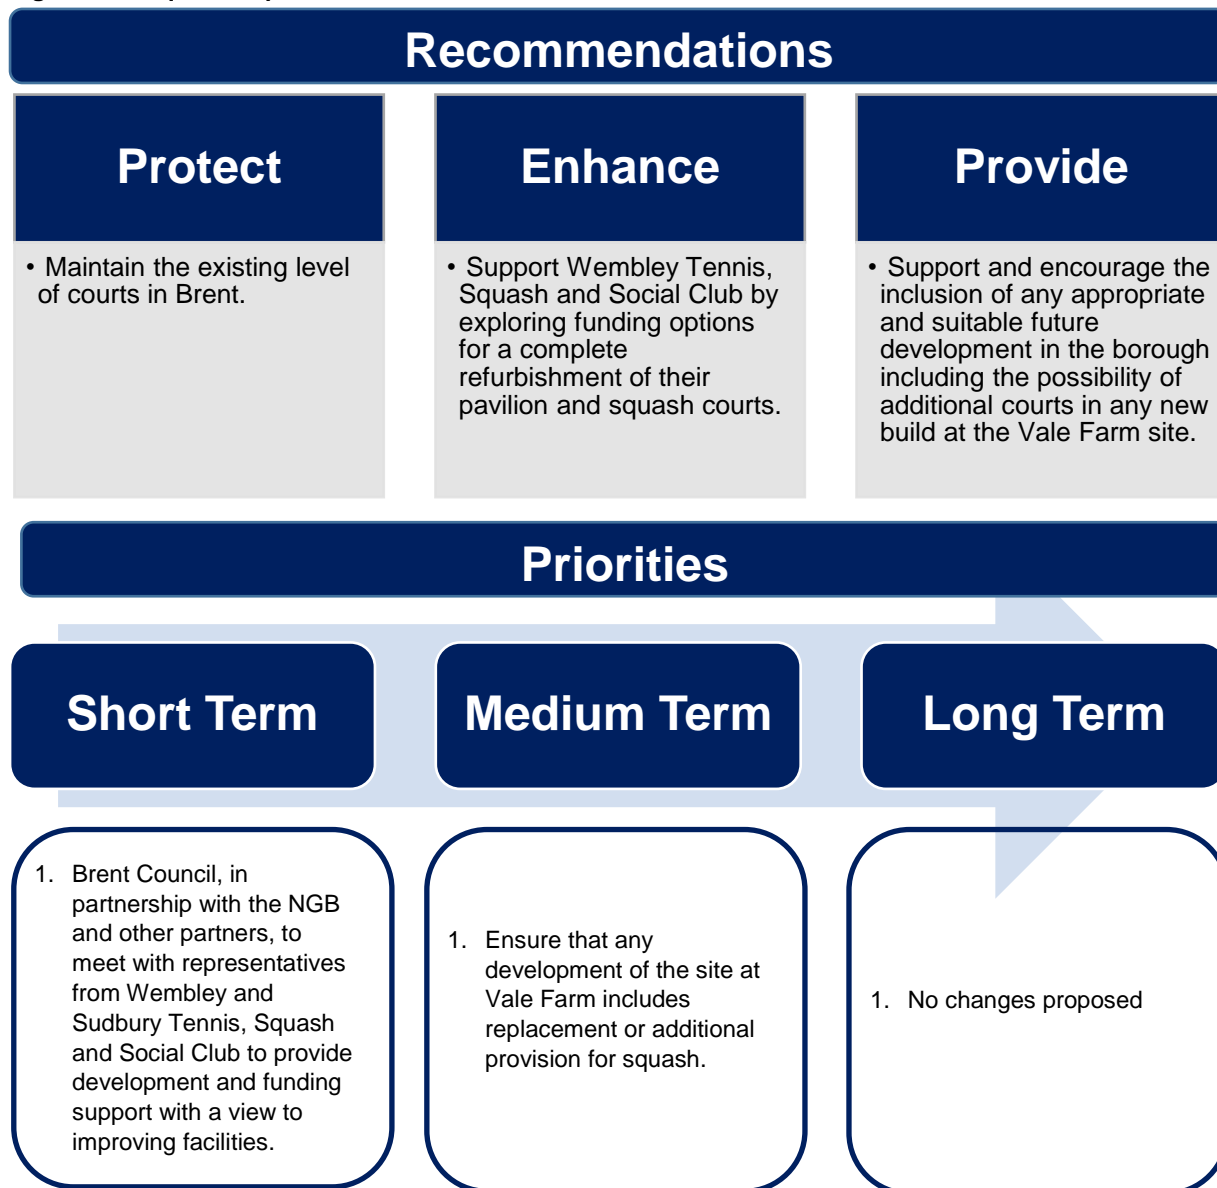 Recommendations
Protect
• Maintain the existing level
of courts in Brent.
Enhance
• Support Wembley Tennis,
Squash and Social Club by
exploring funding options
for a complete
refurbishment of their
pavilion and squash courts.
Provide
• Support and encourage the
inclusion of any appropriate
and suitable future
development in the borough
including the possibility of
additional courts in any new
build at the Vale Farm site.
Priorities
Short Term
Medium Term
Long Term
1. Brent Council, in
partnership with the NGB
and other partners, to
meet with representatives
from Wembley and
Sudbury Tennis, Squash
and Social Club to provide
development and funding
support with a view to
improving facilities.
1. Ensure that any
development of the site at
Vale Farm includes
replacement or additional
provision for squash.
1. No changes proposed